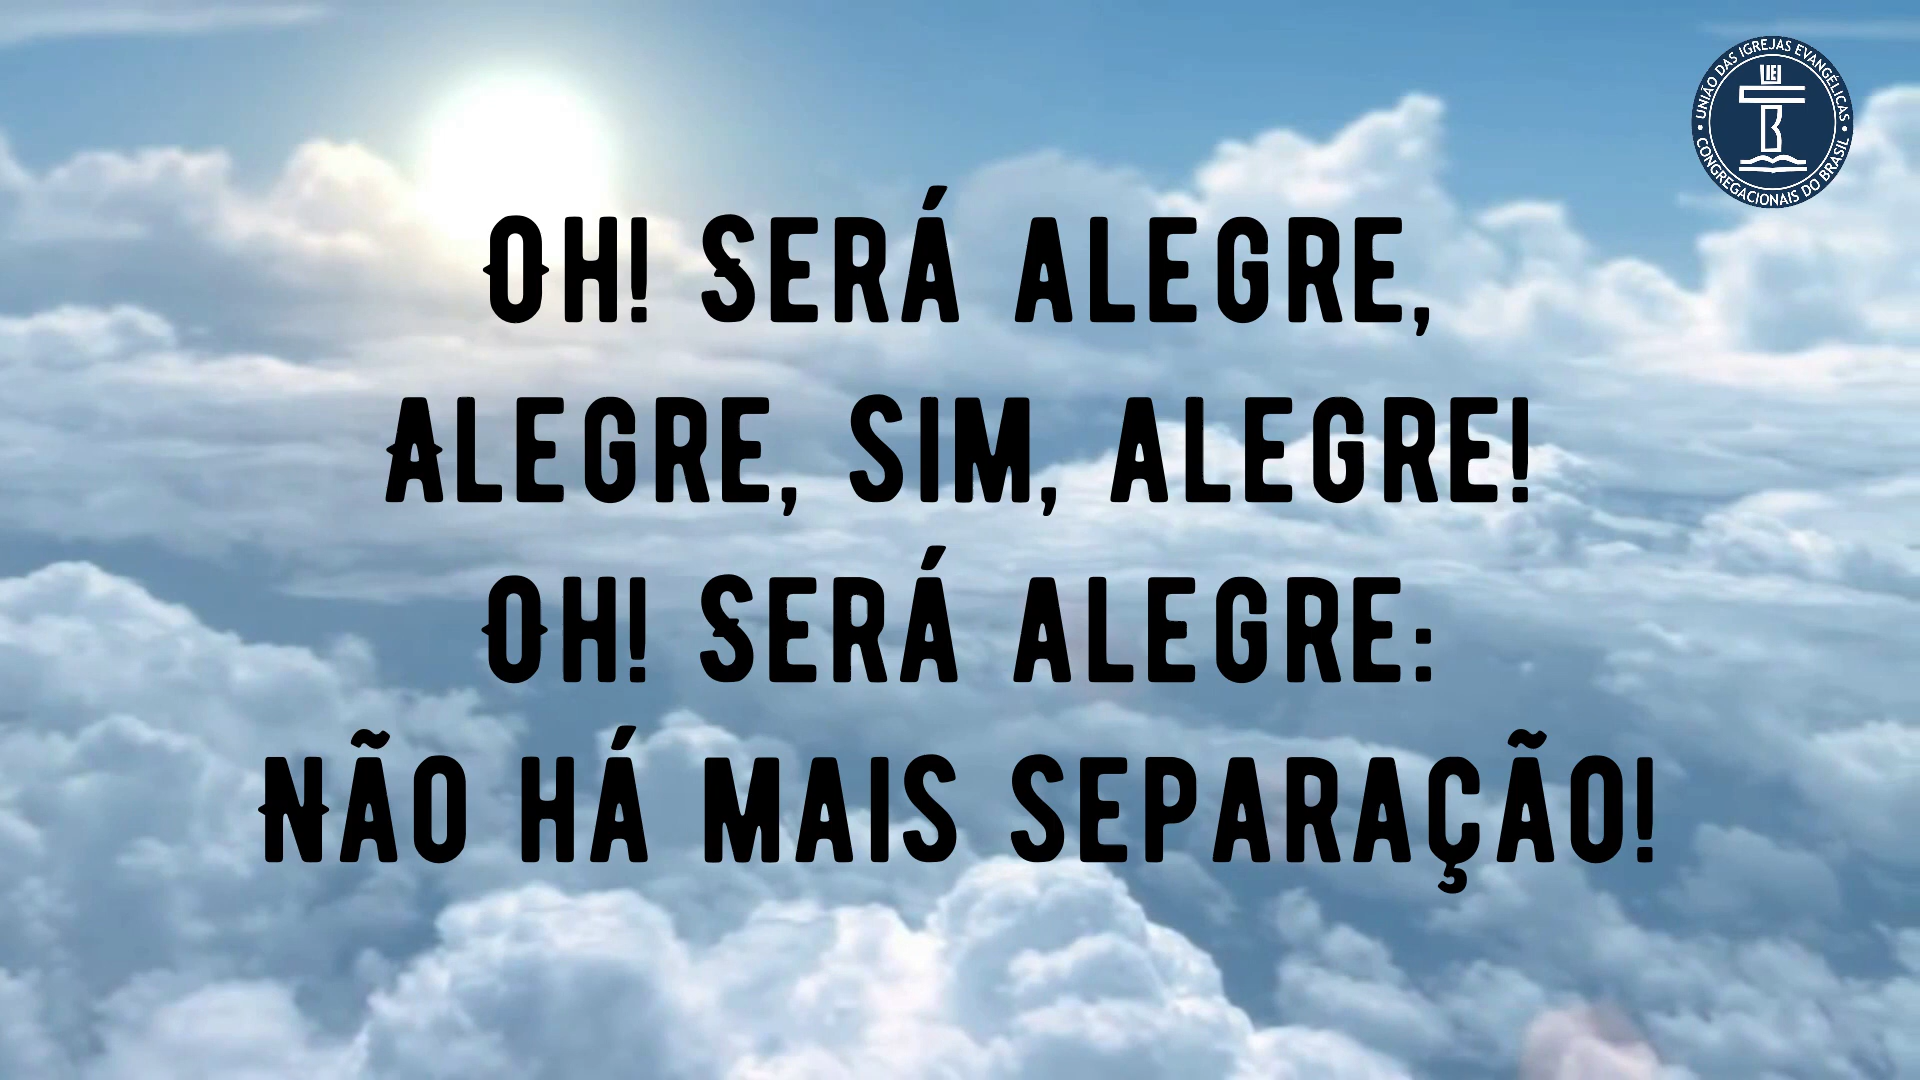 UNIÃO DAS IGREJAS EVANGÉLICAS
CONGREGACIONAIS DO BRASIL
OH! SERÁ ALEGRE,
ALEGRE, SIM, ALEGRE!
OH! SERÁ ALEGRE:
NÃO HÁ MAIS SEPARAÇÃO!